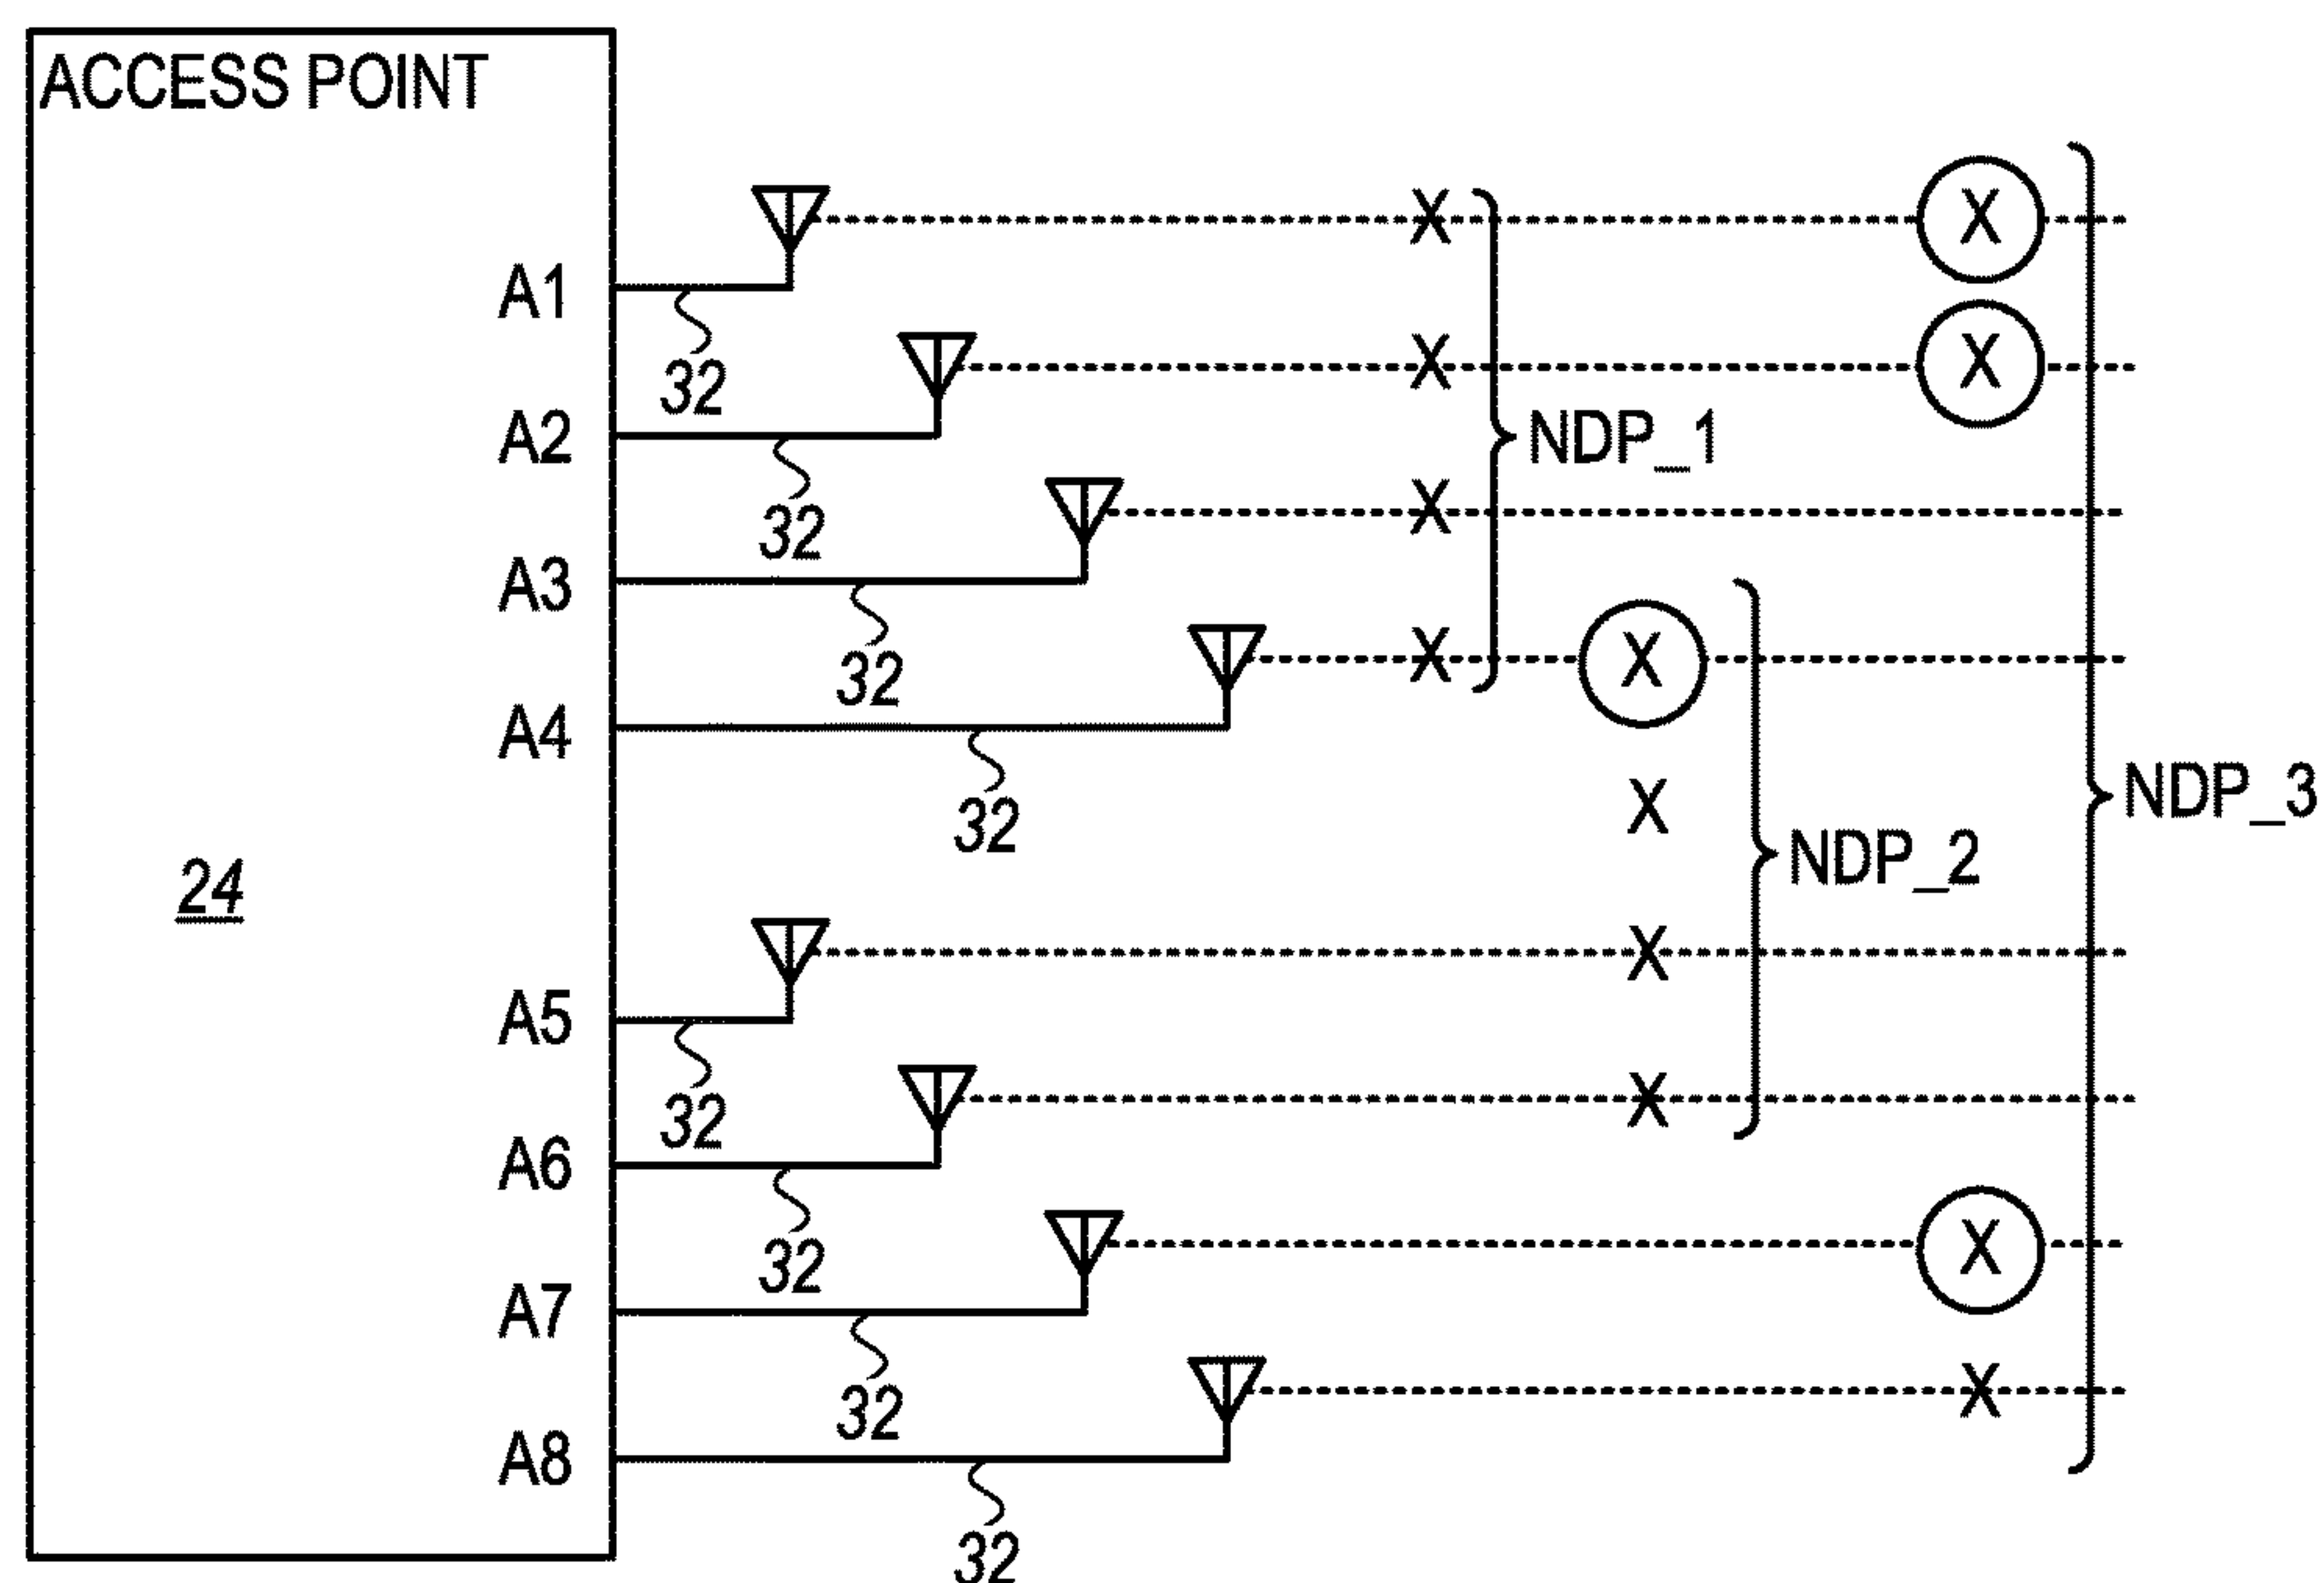 ACCESS POINT
X X
A1
32
X X
A2
NDP_1
32
X
A3
32
X X
A4
32
X
NDP_3
NDP_2
24
X
A5
32
X
A6
32
X
A7
32
X
A8
32